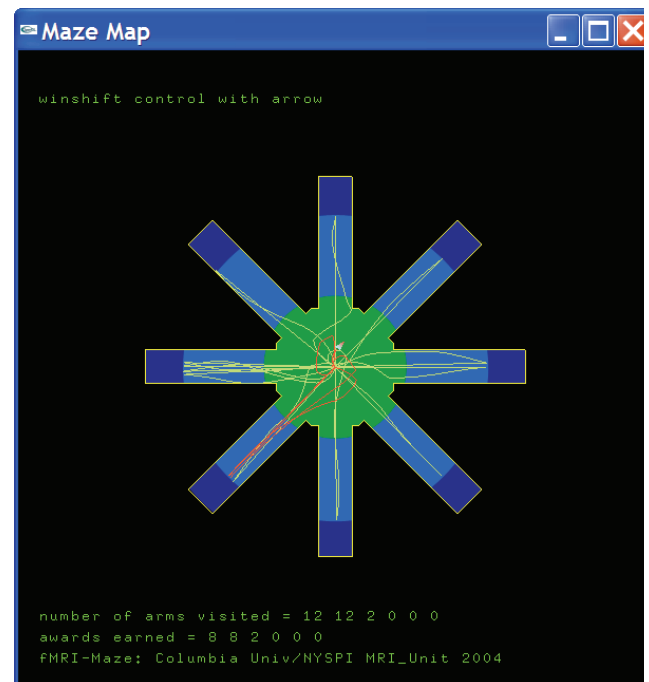 Maze Map
winshift control with arrow
number of arms visited = 12 12 2 0 0 0
awards earned = 8 8 2 0 0 0
fMRI-Maze: Columbia Univ/NYSPI MRI_Unit 2004